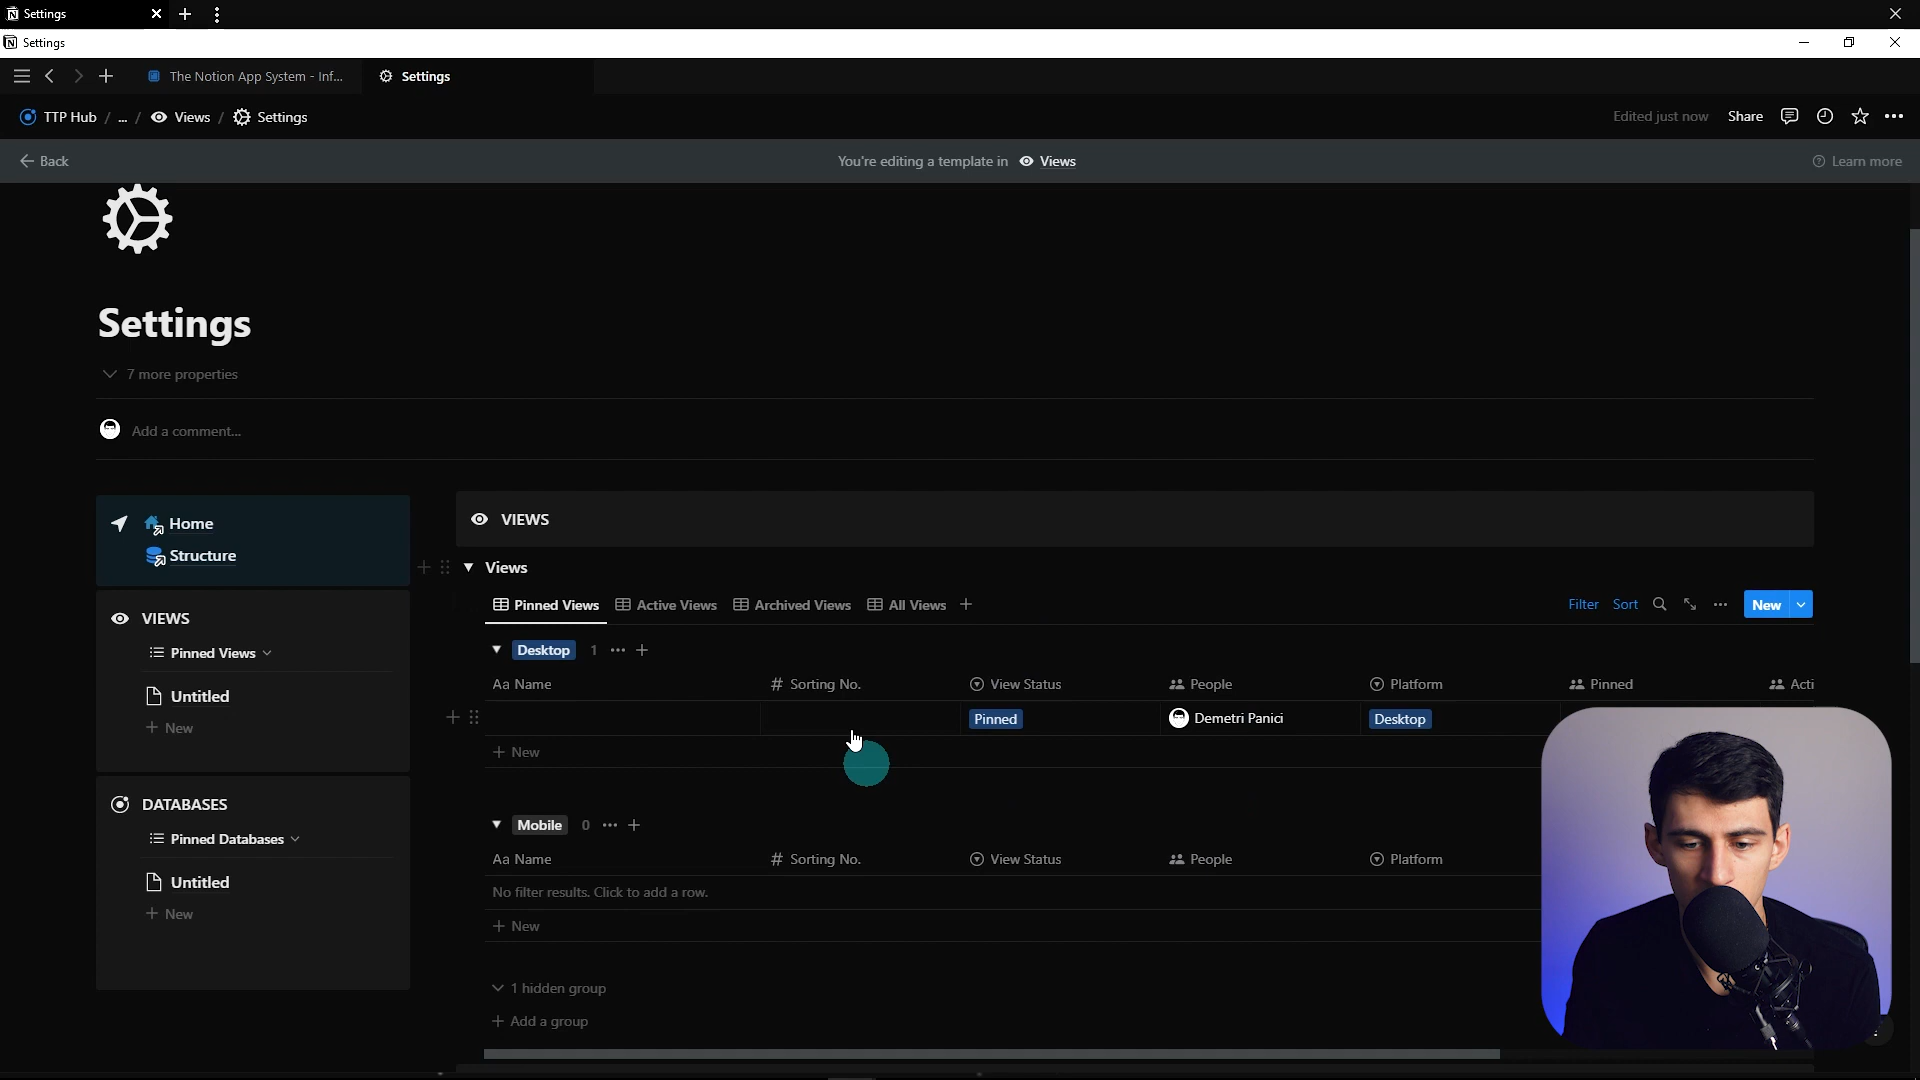 Settings
Settings
The Notion App System - Inf... Settings
TTP Hub / ... / Views / Settings Edited just now Share
Back You're editing a template in Views Learn more
Settings
7 more properties
Add a comment...
Home
Structure
VIEWS
Pinned Views
Untitled
New
DATABASES
Pinned Databases
Untitled
New
VIEWS
Views
Pinned Views Active Views Archived Views All Views Filter Sort New
Desktop 1
Aa Name # Sorting No. View Status People Platform Pinned Acti
Pinned Demetri Panici Desktop
New
Mobile 0
Aa Name # Sorting No. View Status People Platform
No filter results. Click to add a row.
New
1 hidden group
Add a group